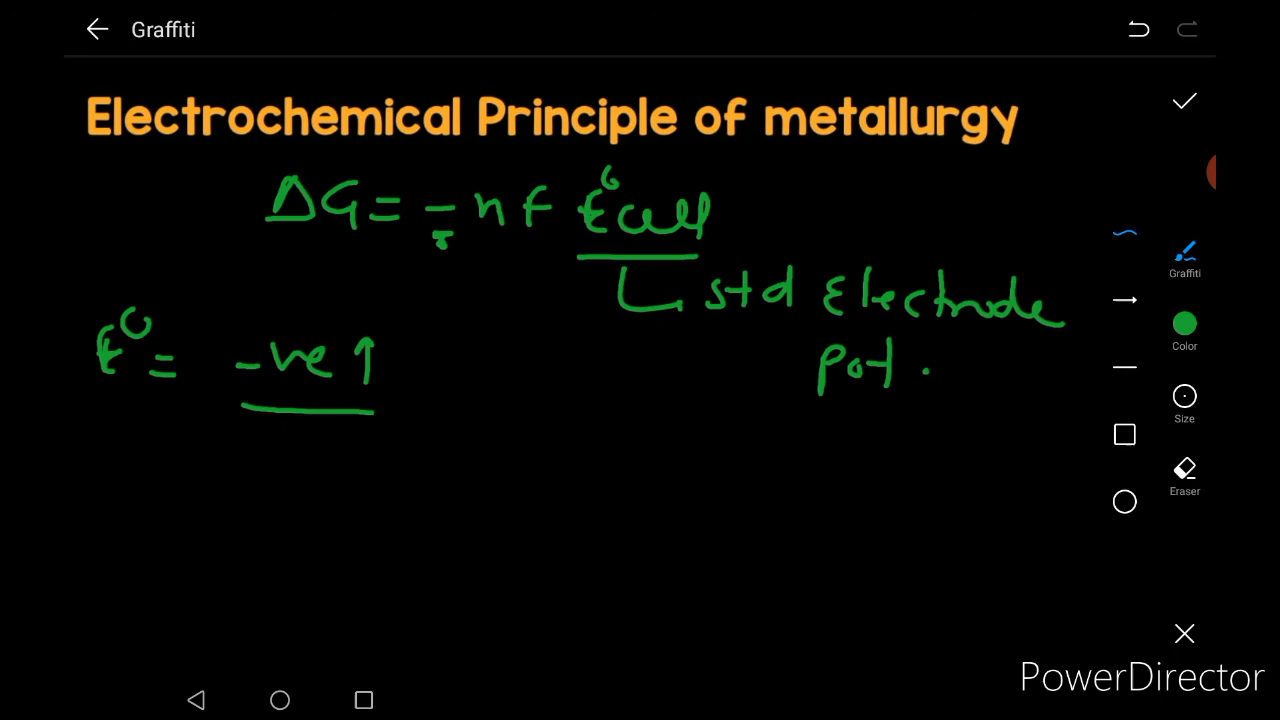 Graffiti
Electrochemical Principle of metallurgy
ΔG = - nF E°cell
std Electrode
pot.
E° = -ve ↑
Graffiti
Color
Size
Eraser
PowerDirector